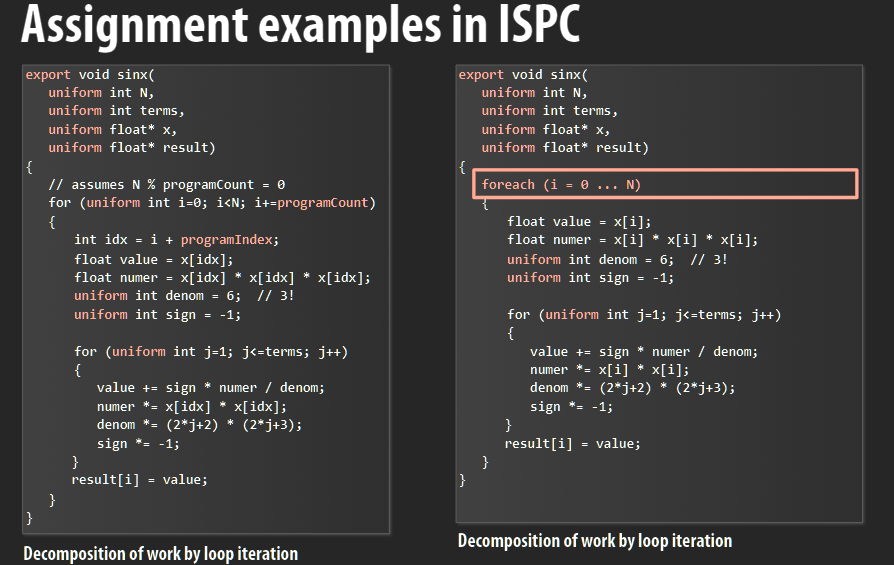 Assignment examples in ISPC
export void sinx(
uniform int N,
uniform int terms,
uniform float* x,
uniform float* result)
{
// assumes N % programCount = 0
for (uniform int i=0; i<N; i+=programCount)
{
int idx = i + programIndex;
float value = x[idx];
float numer = x[idx] * x[idx] * x[idx];
uniform int denom = 6;  // 3!
uniform int sign = -1;
for (uniform int j=1; j<=terms; j++)
{
value += sign * numer / denom;
numer *= x[idx] * x[idx];
denom *= (2*j+2) * (2*j+3);
sign *= -1;
}
result[i] = value;
}
}
Decomposition of work by loop iteration
export void sinx(
uniform int N,
uniform int terms,
uniform float* x,
uniform float* result)
{
foreach (i = 0 ... N)
{
float value = x[i];
float numer = x[i] * x[i] * x[i];
uniform int denom = 6;  // 3!
uniform int sign = -1;
for (uniform int j=1; j<=terms; j++)
{
value += sign * numer / denom;
numer *= x[i] * x[i];
denom *= (2*j+2) * (2*j+3);
sign *= -1;
}
result[i] = value;
}
}
Decomposition of work by loop iteration